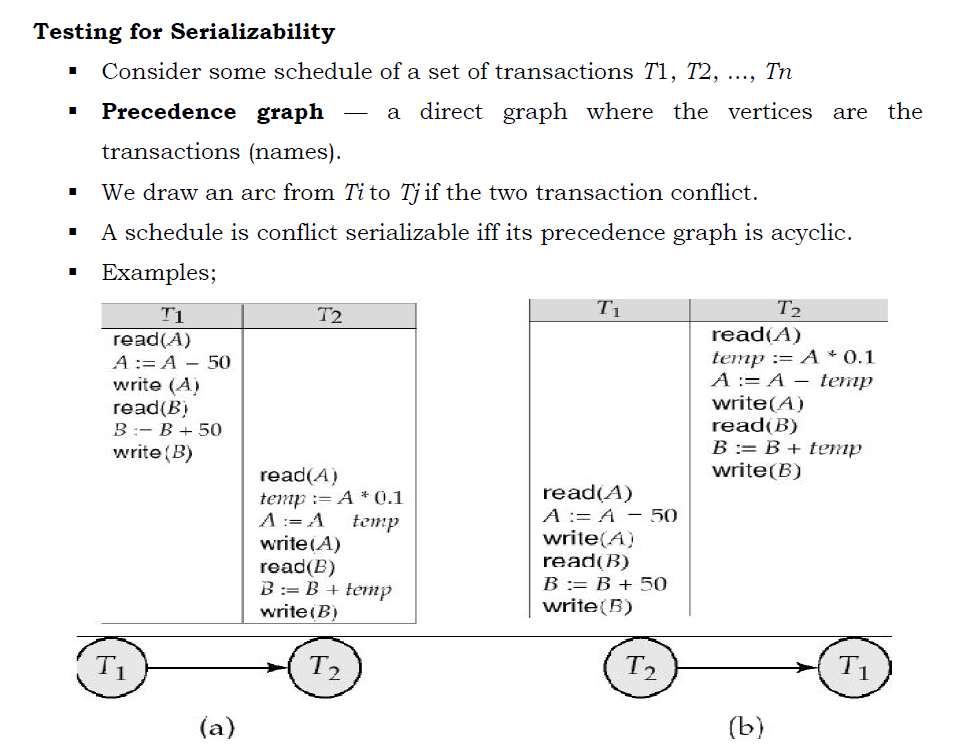 Testing for Serializability
▪ Consider some schedule of a set of transactions T1, T2, ..., Tn
▪ Precedence graph — a direct graph where the vertices are the
transactions (names).
▪ We draw an arc from Ti to Tj if the two transaction conflict.
▪ A schedule is conflict serializable iff its precedence graph is acyclic.
▪ Examples;
T1 T2
read(A)
A := A − 50
write (A)
read(B)
B :− B + 50
write(B)
read(A)
temp := A * 0.1
A := A temp
write(A)
read(B)
B := B + temp
write(B)
T1 T2
read(A)
temp := A * 0.1
A := A − temp
write(A)
read(B)
B := B + temp
write(B)
read(A)
A := A − 50
write(A)
read(B)
B := B + 50
write(B)
T1 T2
T2 T1
(a) (b)